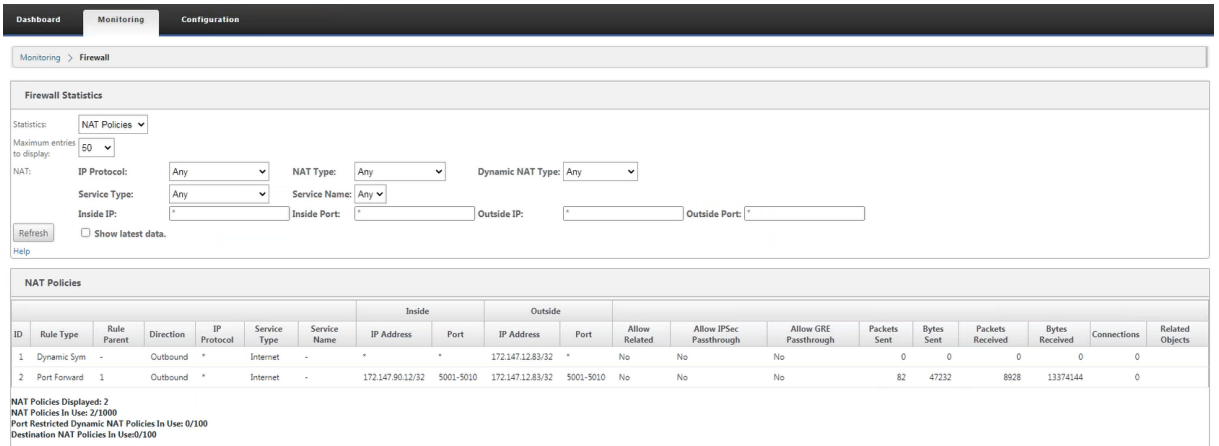 Dashboard Monitoring Configuration
Monitoring > Firewall
Firewall Statistics
Statistics: NAT Policies
Maximum entries to display: 50
NAT: IP Protocol: Any NAT Type: Any Dynamic NAT Type: Any
Service Type: Any Service Name: Any
Inside IP: * Inside Port: * Outside IP: * Outside Port: *
Refresh Show latest data.
Help
NAT Policies
Inside Outside
ID Rule Type Rule Parent Direction IP Protocol Service Type Service Name IP Address Port IP Address Port Allow Related Allow IPSec Passthrough Allow GRE Passthrough Packets Sent Bytes Sent Packets Received Bytes Received Connections Related Objects
1 Dynamic Sym - Outbound * Internet - * * 172.147.12.83/32 * No No No 0 0 0 0 0
2 Port Forward 1 Outbound * Internet - 172.147.90.12/32 5001-5010 172.147.12.83/32 5001-5010 No No No 82 47232 8928 13374144 0
NAT Policies Displayed: 2
NAT Policies In Use: 2/1000
Port Restricted Dynamic NAT Policies In Use: 0/100
Destination NAT Policies In Use:0/100